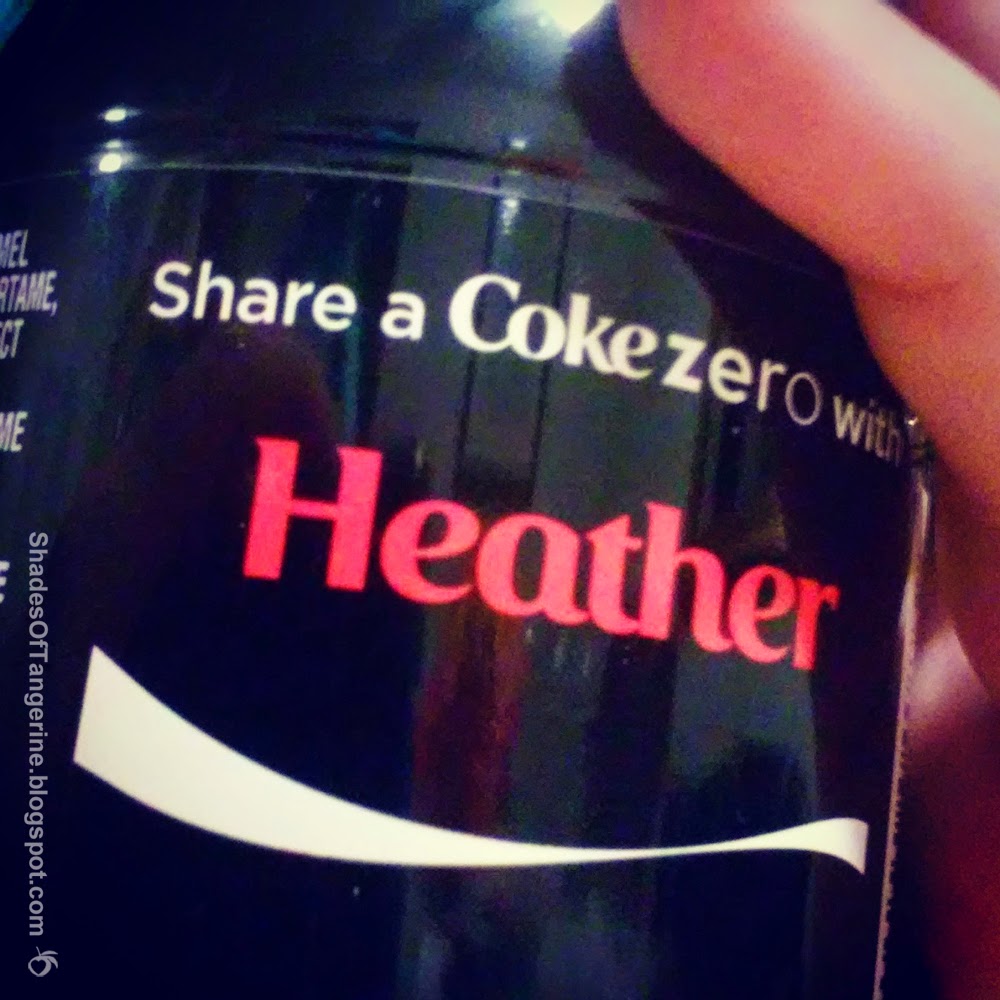 Share a Coke zero with
Heather
ShadesOfTangerine.blogspot.com